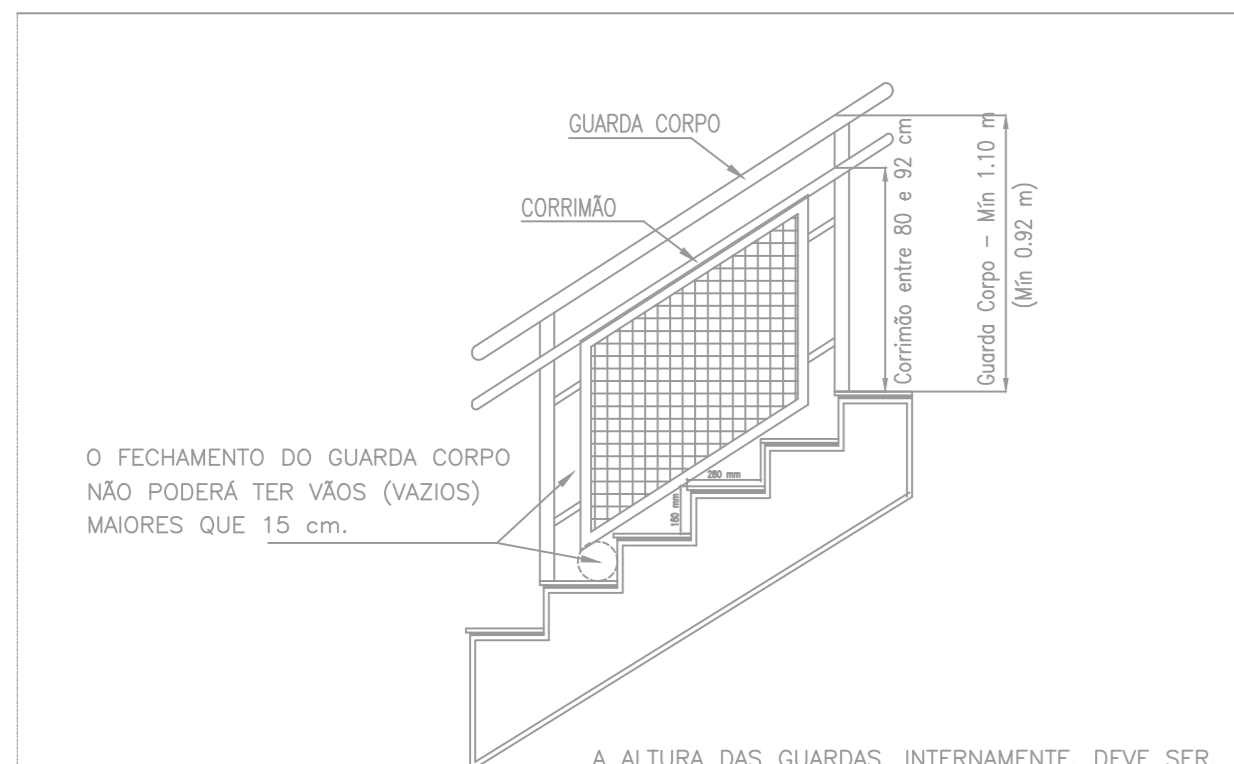 GUARDA CORPO
CORRIMÃO
Corrimão entre 80 e 92 cm
Guarda Corpo – Mín 1.10 m
(Mín 0.92 m)
O FECHAMENTO DO GUARDA CORPO
NÃO PODERÁ TER VÃOS (VAZIOS)
MAIORES QUE 15 cm.
280 mm
180 mm
A ALTURA DAS GUARDAS, INTERNAMENTE, DEVE SER